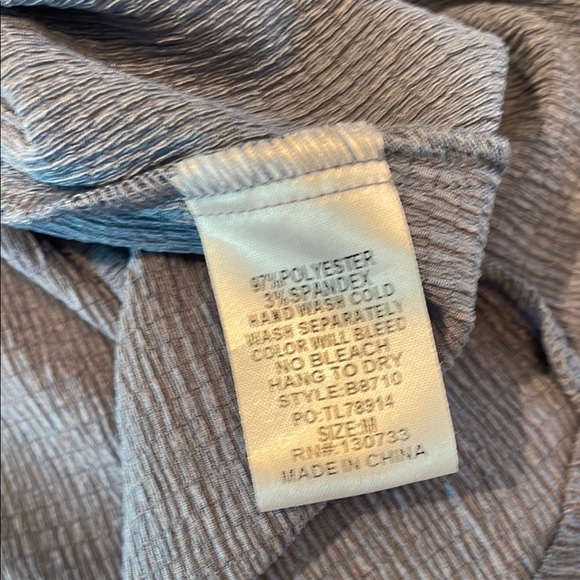 97%POLYESTER
3%SPANDEX
HAND WASH COLD
WASH SEPARATELY
COLOR WILL BLEED
NO BLEACH
HANG TO DRY
STYLE:B8710
PO:TL78914
SIZE:M
RN#:130733
MADE IN CHINA